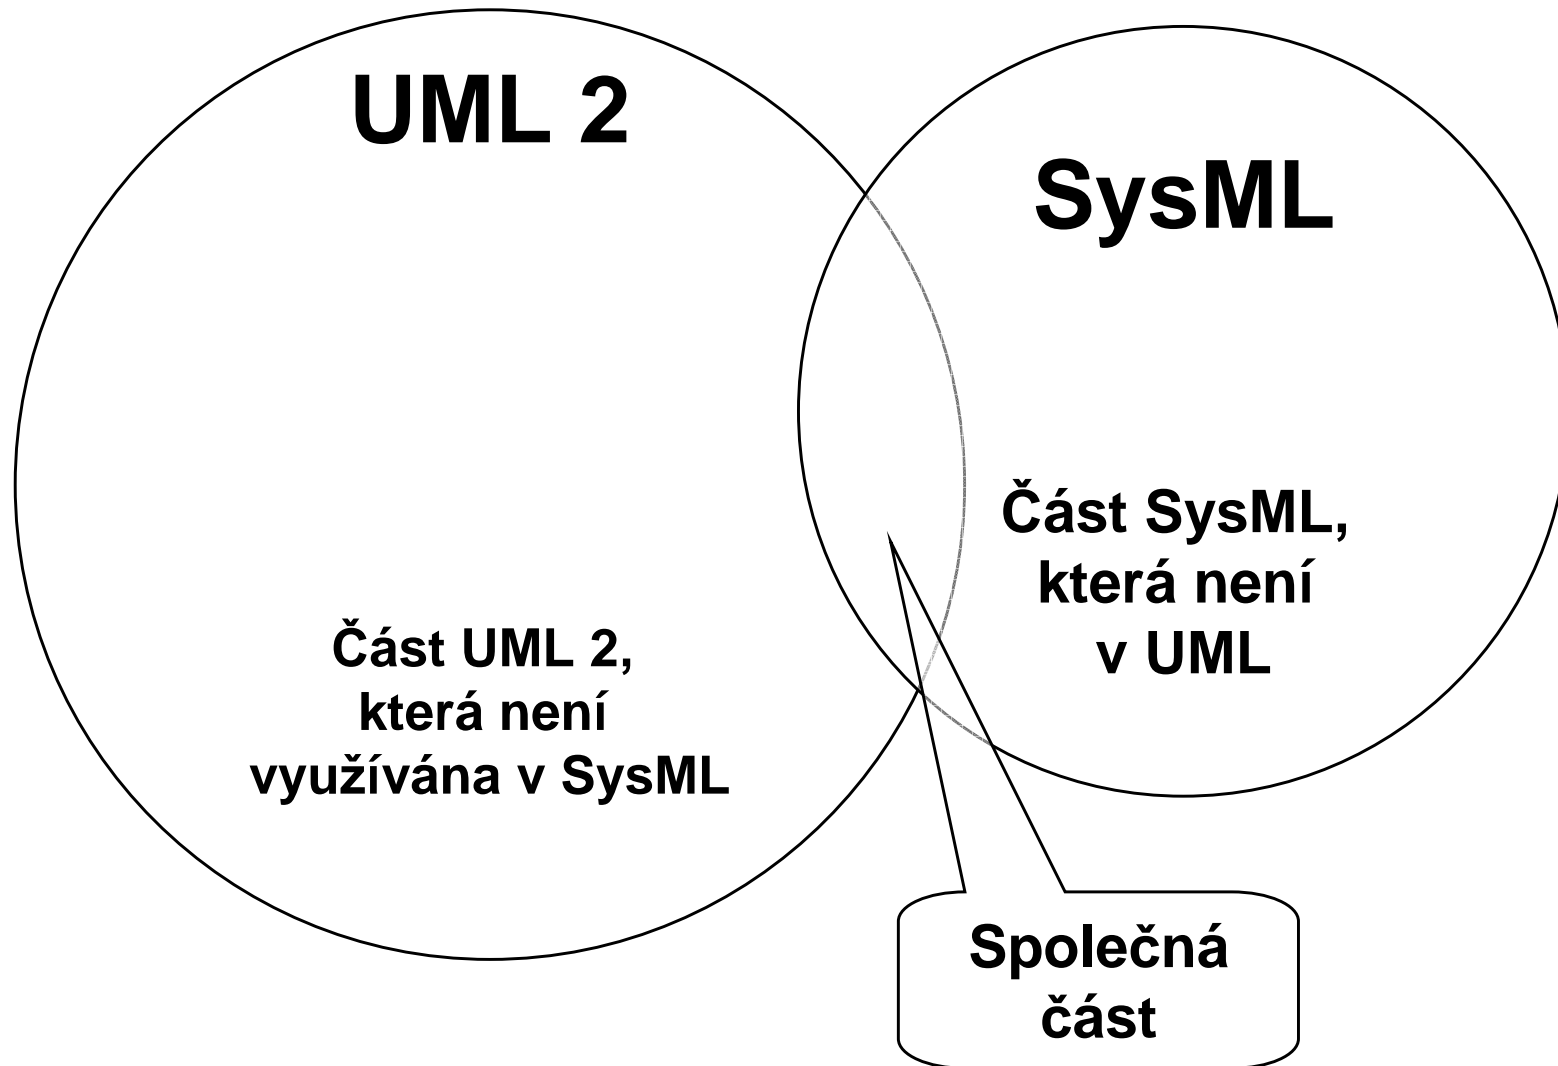 UML 2
SysML
Část SysML,
která není
v UML
Část UML 2,
která není
využívána v SysML
Společná
část